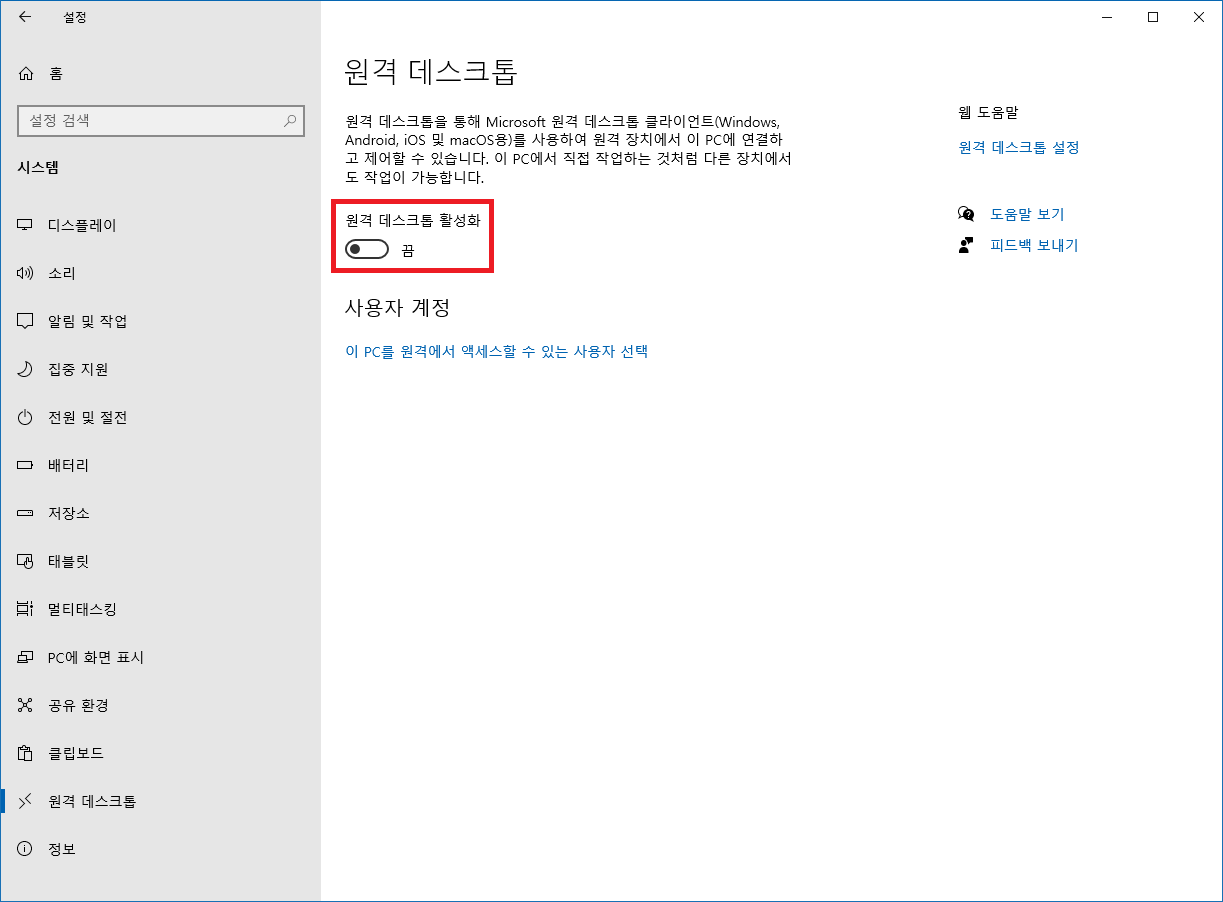 설정
홈
설정 검색
시스템
디스플레이
소리
알림 및 작업
집중 지원
전원 및 절전
배터리
저장소
태블릿
멀티태스킹
PC에 화면 표시
공유 환경
클립보드
원격 데스크톱
정보
원격 데스크톱
원격 데스크톱을 통해 Microsoft 원격 데스크톱 클라이언트(Windows,
Android, iOS 및 macOS용)를 사용하여 원격 장치에서 이 PC에 연결하
고 제어할 수 있습니다. 이 PC에서 직접 작업하는 것처럼 다른 장치에서
도 작업이 가능합니다.
원격 데스크톱 활성화
끔
사용자 계정
이 PC를 원격에서 액세스할 수 있는 사용자 선택
웹 도움말
원격 데스크톱 설정
도움말 보기
피드백 보내기